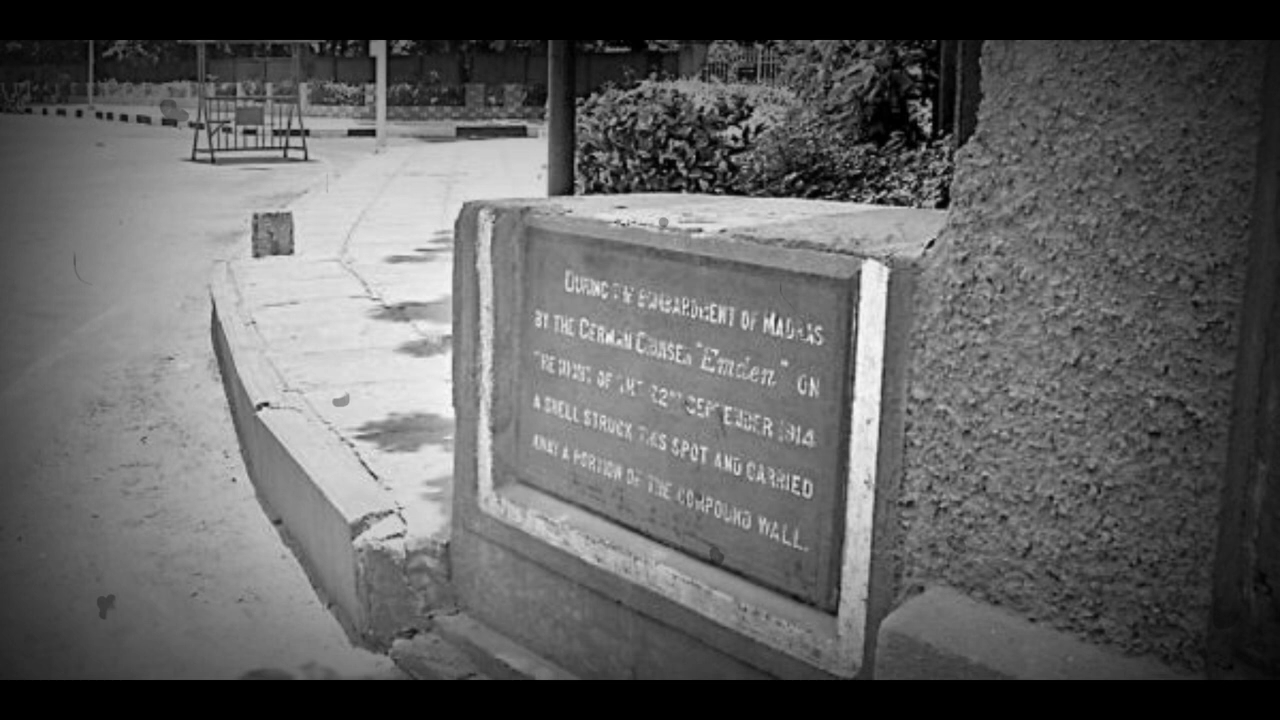 DURING THE BOMBARDMENT OF MADRAS
BY THE GERMAN CRUISER "Emden" ON
THE NIGHT OF THE 22ND SEPTEMBER 1914
A SHELL STRUCK THIS SPOT AND CARRIED
AWAY A PORTION OF THE COMPOUND WALL.